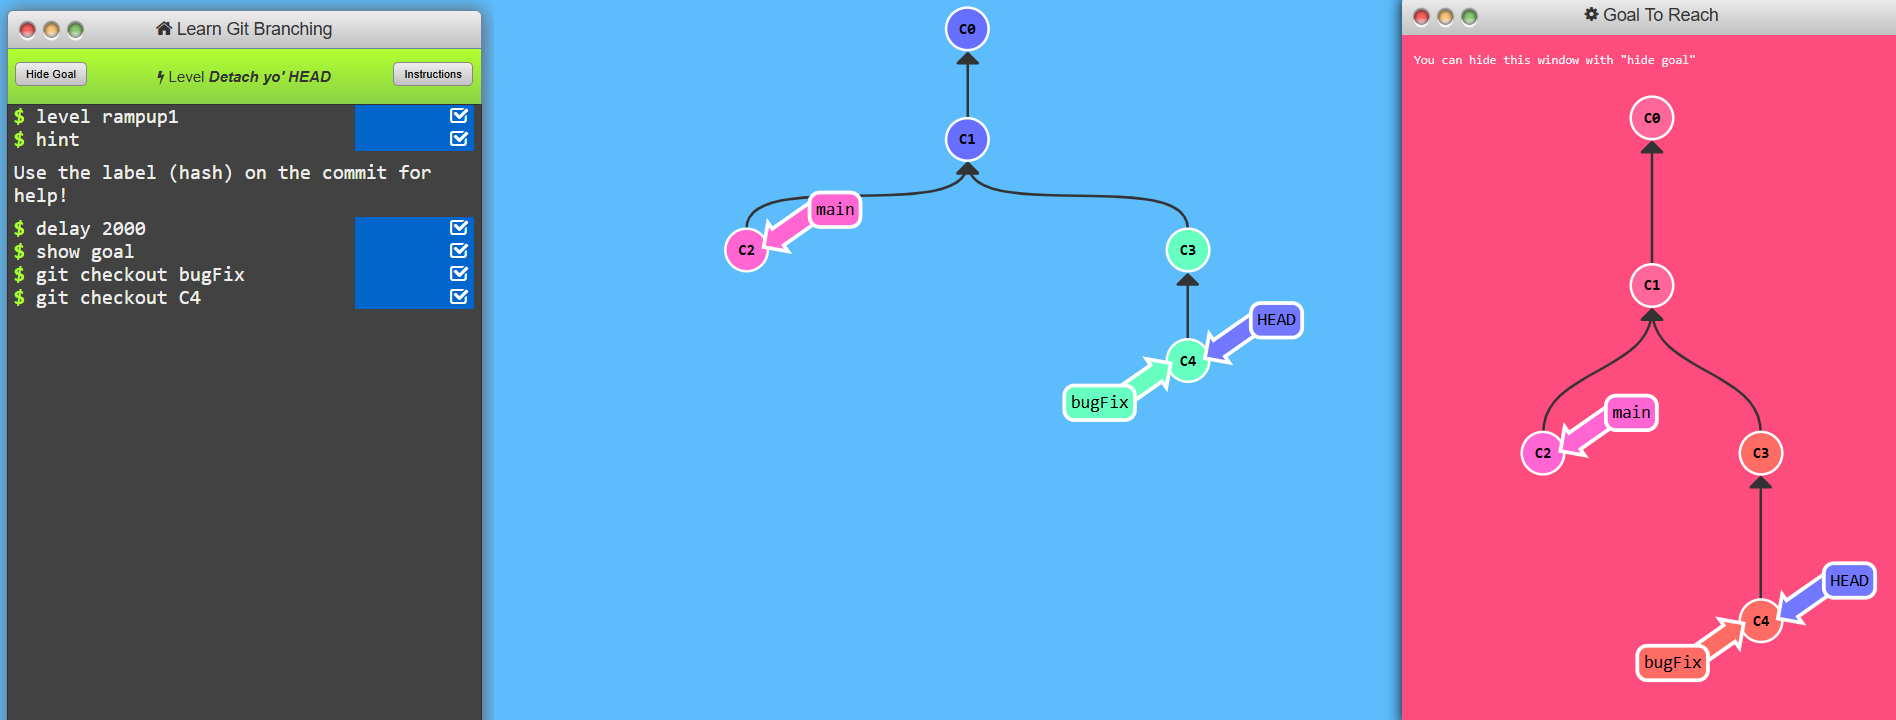 Learn Git Branching
Hide Goal
Level Detach yo' HEAD
Instructions
$ level rampup1
$ hint
Use the label (hash) on the commit for
help!
$ delay 2000
$ show goal
$ git checkout bugFix
$ git checkout C4
C0
C1
main
C2
C3
HEAD
C4
bugFix
Goal To Reach
You can hide this window with "hide goal"
C0
C1
main
C2
C3
HEAD
C4
bugFix